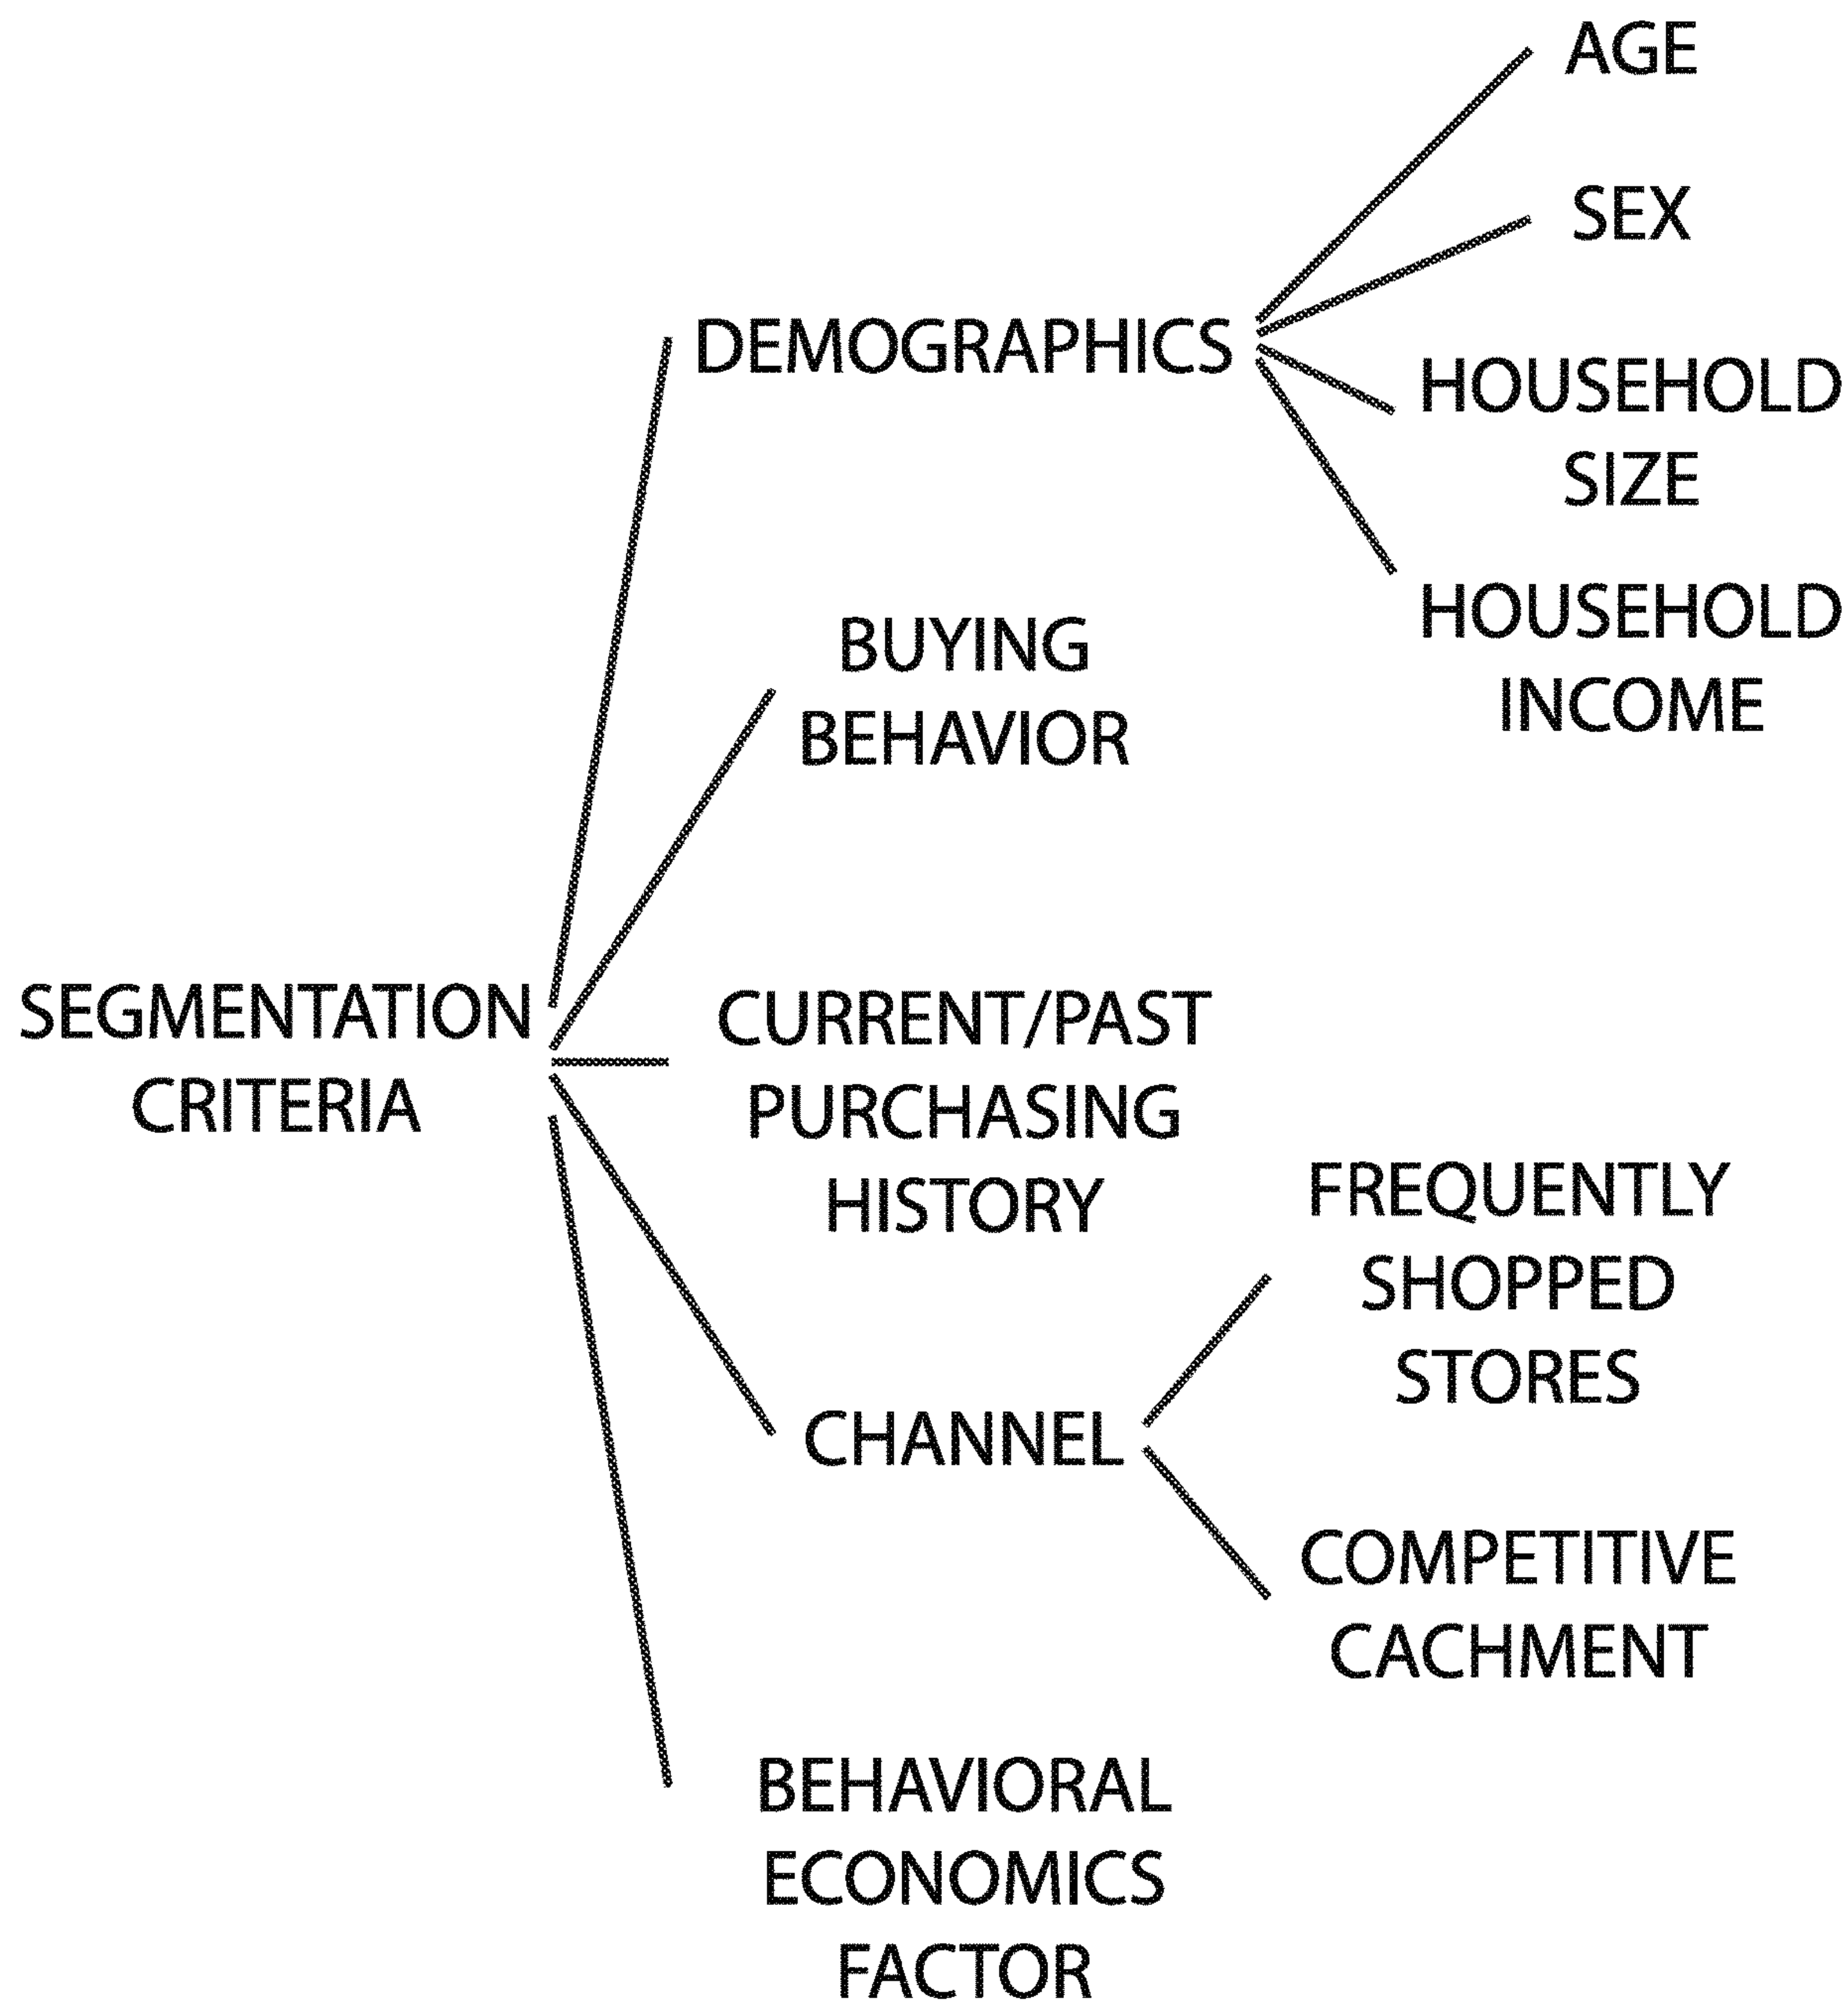 AGE
SEX
DEMOGRAPHICS
HOUSEHOLD
SIZE
HOUSEHOLD
INCOME
BUYING
BEHAVIOR
SEGMENTATION
CRITERIA
CURRENT/PAST
PURCHASING
HISTORY
FREQUENTLY
SHOPPED
STORES
CHANNEL
COMPETITIVE
CACHMENT
BEHAVIORAL
ECONOMICS
FACTOR